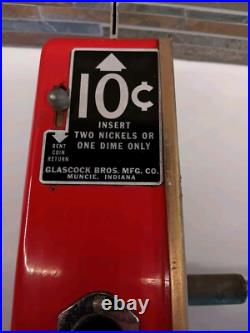 10¢
INSERT
TWO NICKELS OR
ONE DIME ONLY
BENT
COIN
RETURN
GLASCOCK BROS. MFG. CO.
MUNCIE, INDIANA